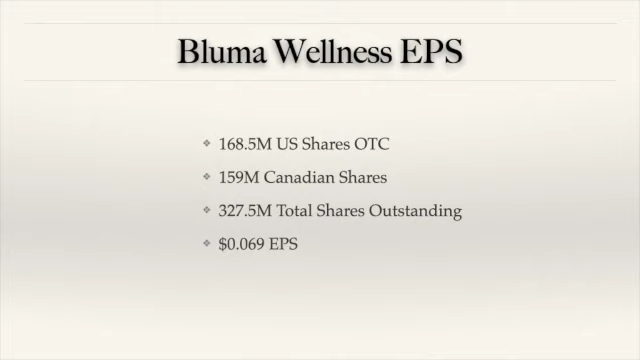 Bluma Wellness EPS
168.5M US Shares OTC
159M Canadian Shares
327.5M Total Shares Outstanding
$0.069 EPS